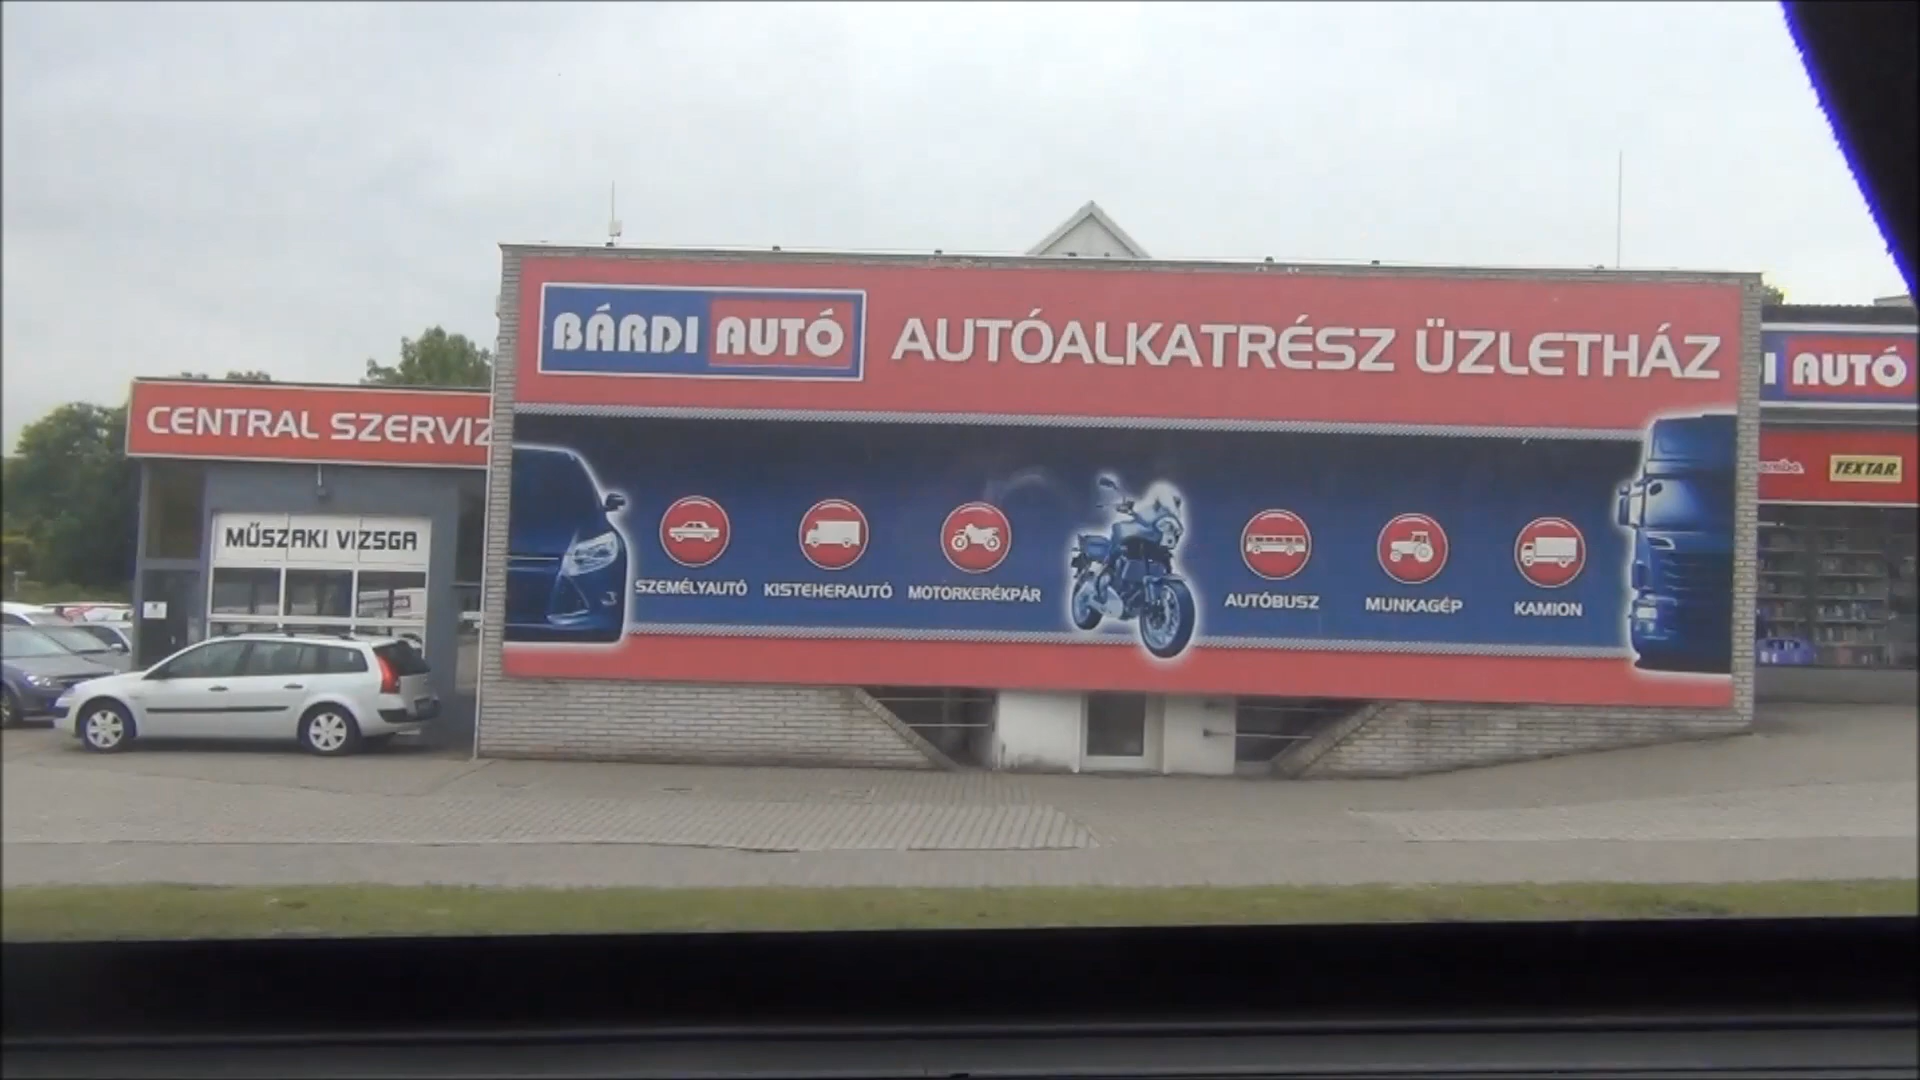 BÁRDI AUTÓ
AUTÓALKATRÉSZ ÜZLETHÁZ
AUTÓ
CENTRAL SZERVIZ
TEXTAR
MŰSZAKI VIZSGA
SZEMÉLYAUTÓ
KISTEHERAUTÓ
MOTORKERÉKPÁR
AUTÓBUSZ
MUNKAGÉP
KAMION